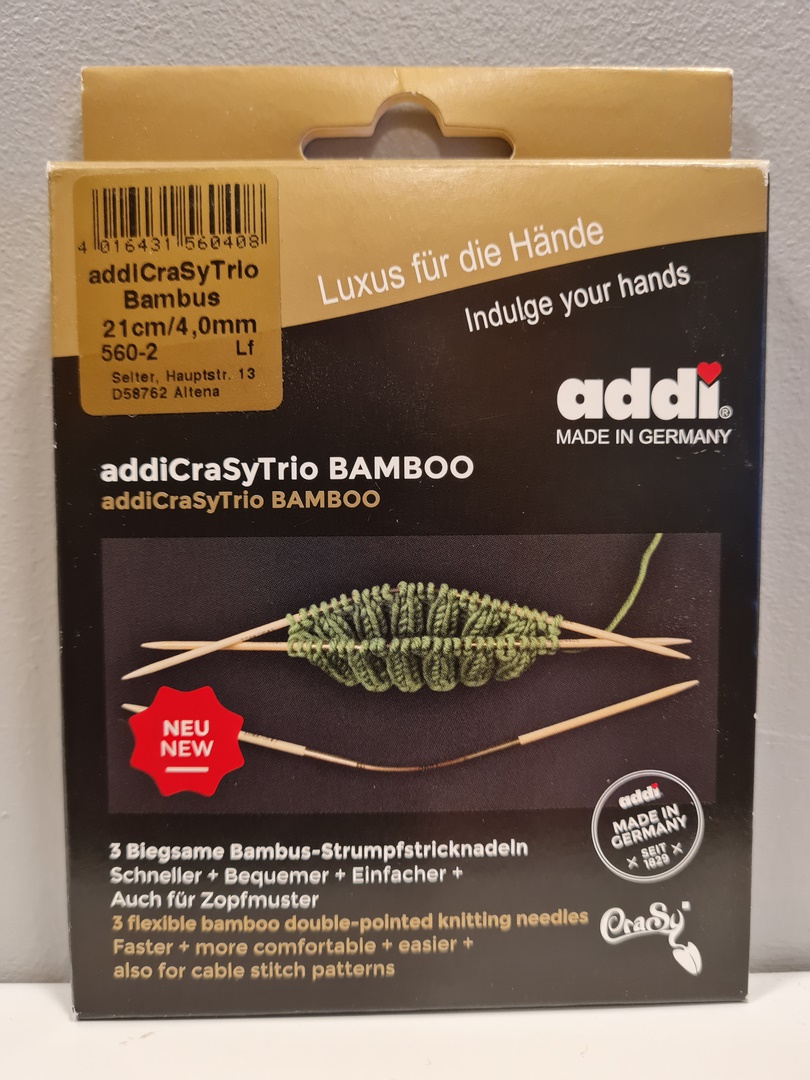 4 016431 560408
addiCraSyTrio
Bambus
21cm/4,0mm
560-2 Lf
Selter, Hauptstr. 13
D58762 Altena
Luxus für die Hände
Indulge your hands
addi®
MADE IN GERMANY
addiCraSyTrio BAMBOO
addiCraSyTrio BAMBOO
NEU
NEW
addi
MADE IN
GERMANY
SEIT
1829
3 Biegsame Bambus-Strumpfstricknadeln
Schneller + Bequemer + Einfacher +
Auch für Zopfmuster
3 flexible bamboo double-pointed knitting needles
Faster + more comfortable + easier +
also for cable stitch patterns
CraSy